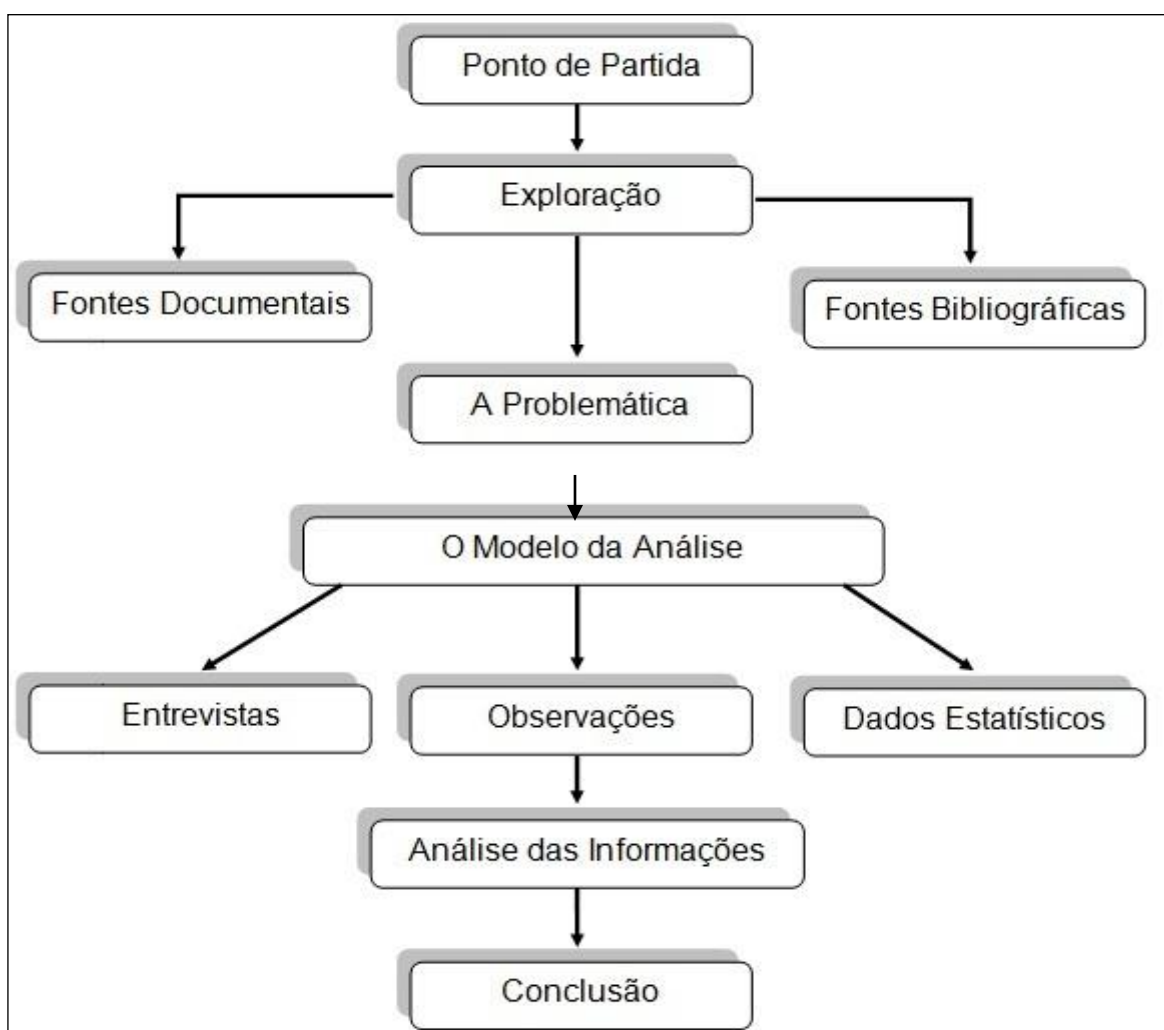 Ponto de Partida
Exploração
Fontes Documentais
Fontes Bibliográficas
A Problemática
O Modelo da Análise
Entrevistas
Observações
Dados Estatísticos
Análise das Informações
Conclusão